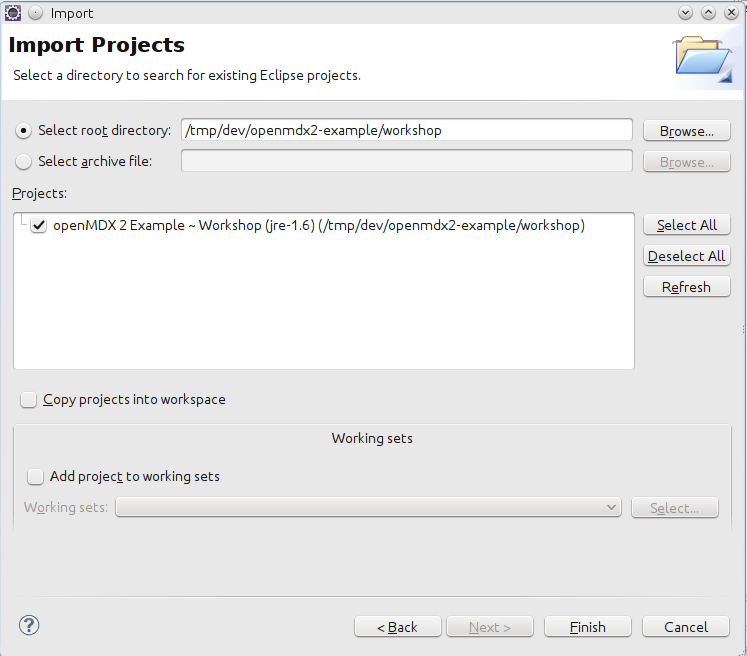 Import
Import Projects
Select a directory to search for existing Eclipse projects.
Select root directory: /tmp/dev/openmdx2-example/workshop Browse...
Select archive file: Browse...
Projects:
openMDX 2 Example ~ Workshop (jre-1.6) (/tmp/dev/openmdx2-example/workshop)
Select All
Deselect All
Refresh
Copy projects into workspace
Working sets
Add project to working sets
Working sets: Select...
? < Back Next > Finish Cancel